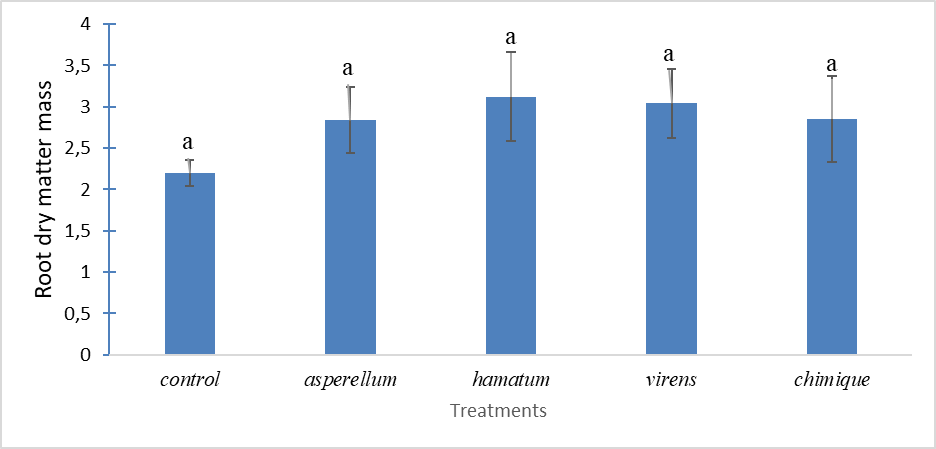 Root dry matter mass
4
3,5
3
2,5
2
1,5
1
0,5
0
a
a
a
a
a
control asperellum hamatum virens chimique
Treatments